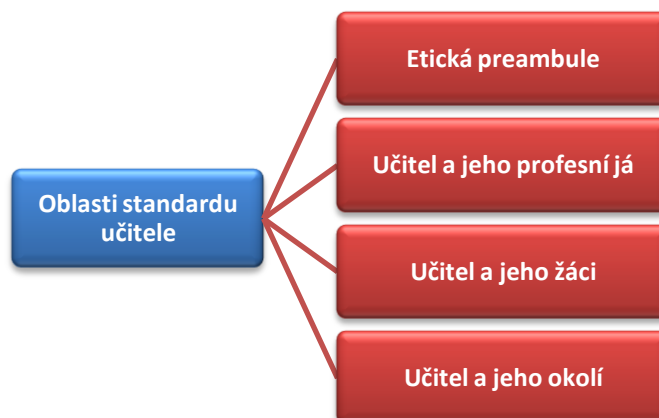 Etická preambule
Učitel a jeho profesní já
Oblasti standardu
učitele
Učitel a jeho žáci
Učitel a jeho okolí